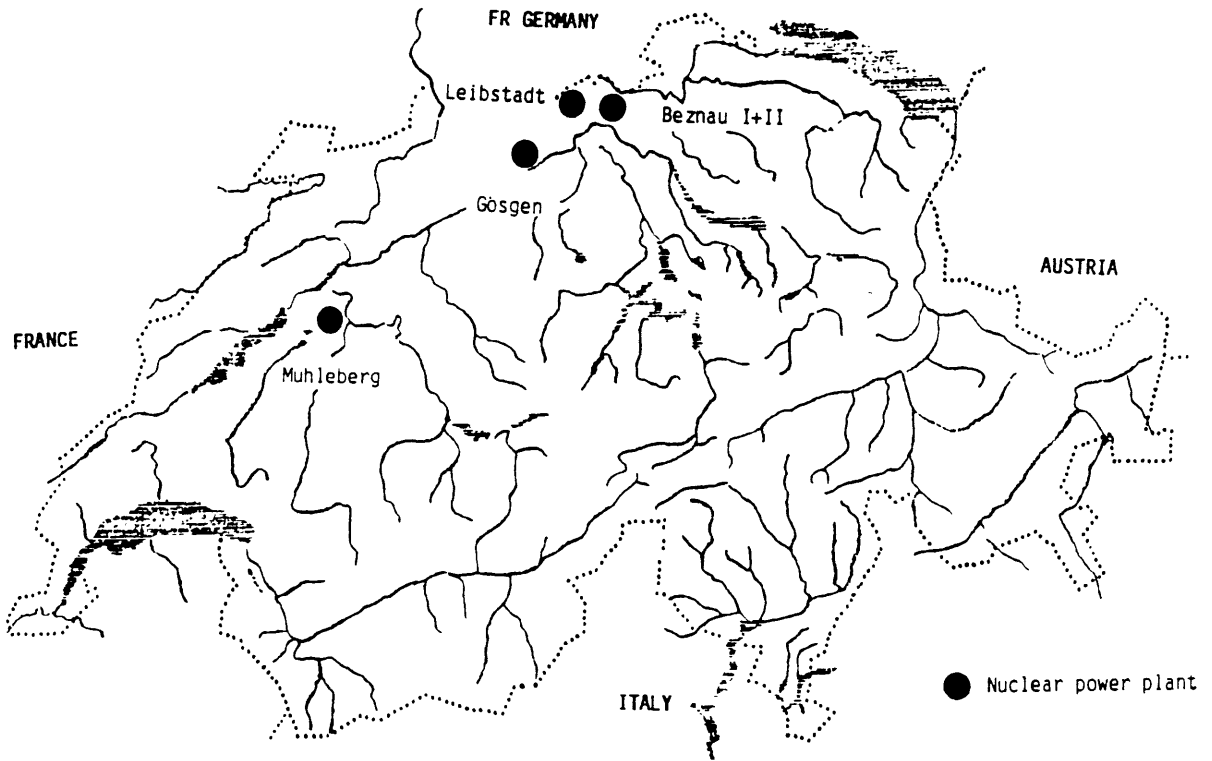 FR GERMANY
Leibstadt
Beznau I+II
Gösgen
AUSTRIA
FRANCE
Muhleberg
ITALY
Nuclear power plant